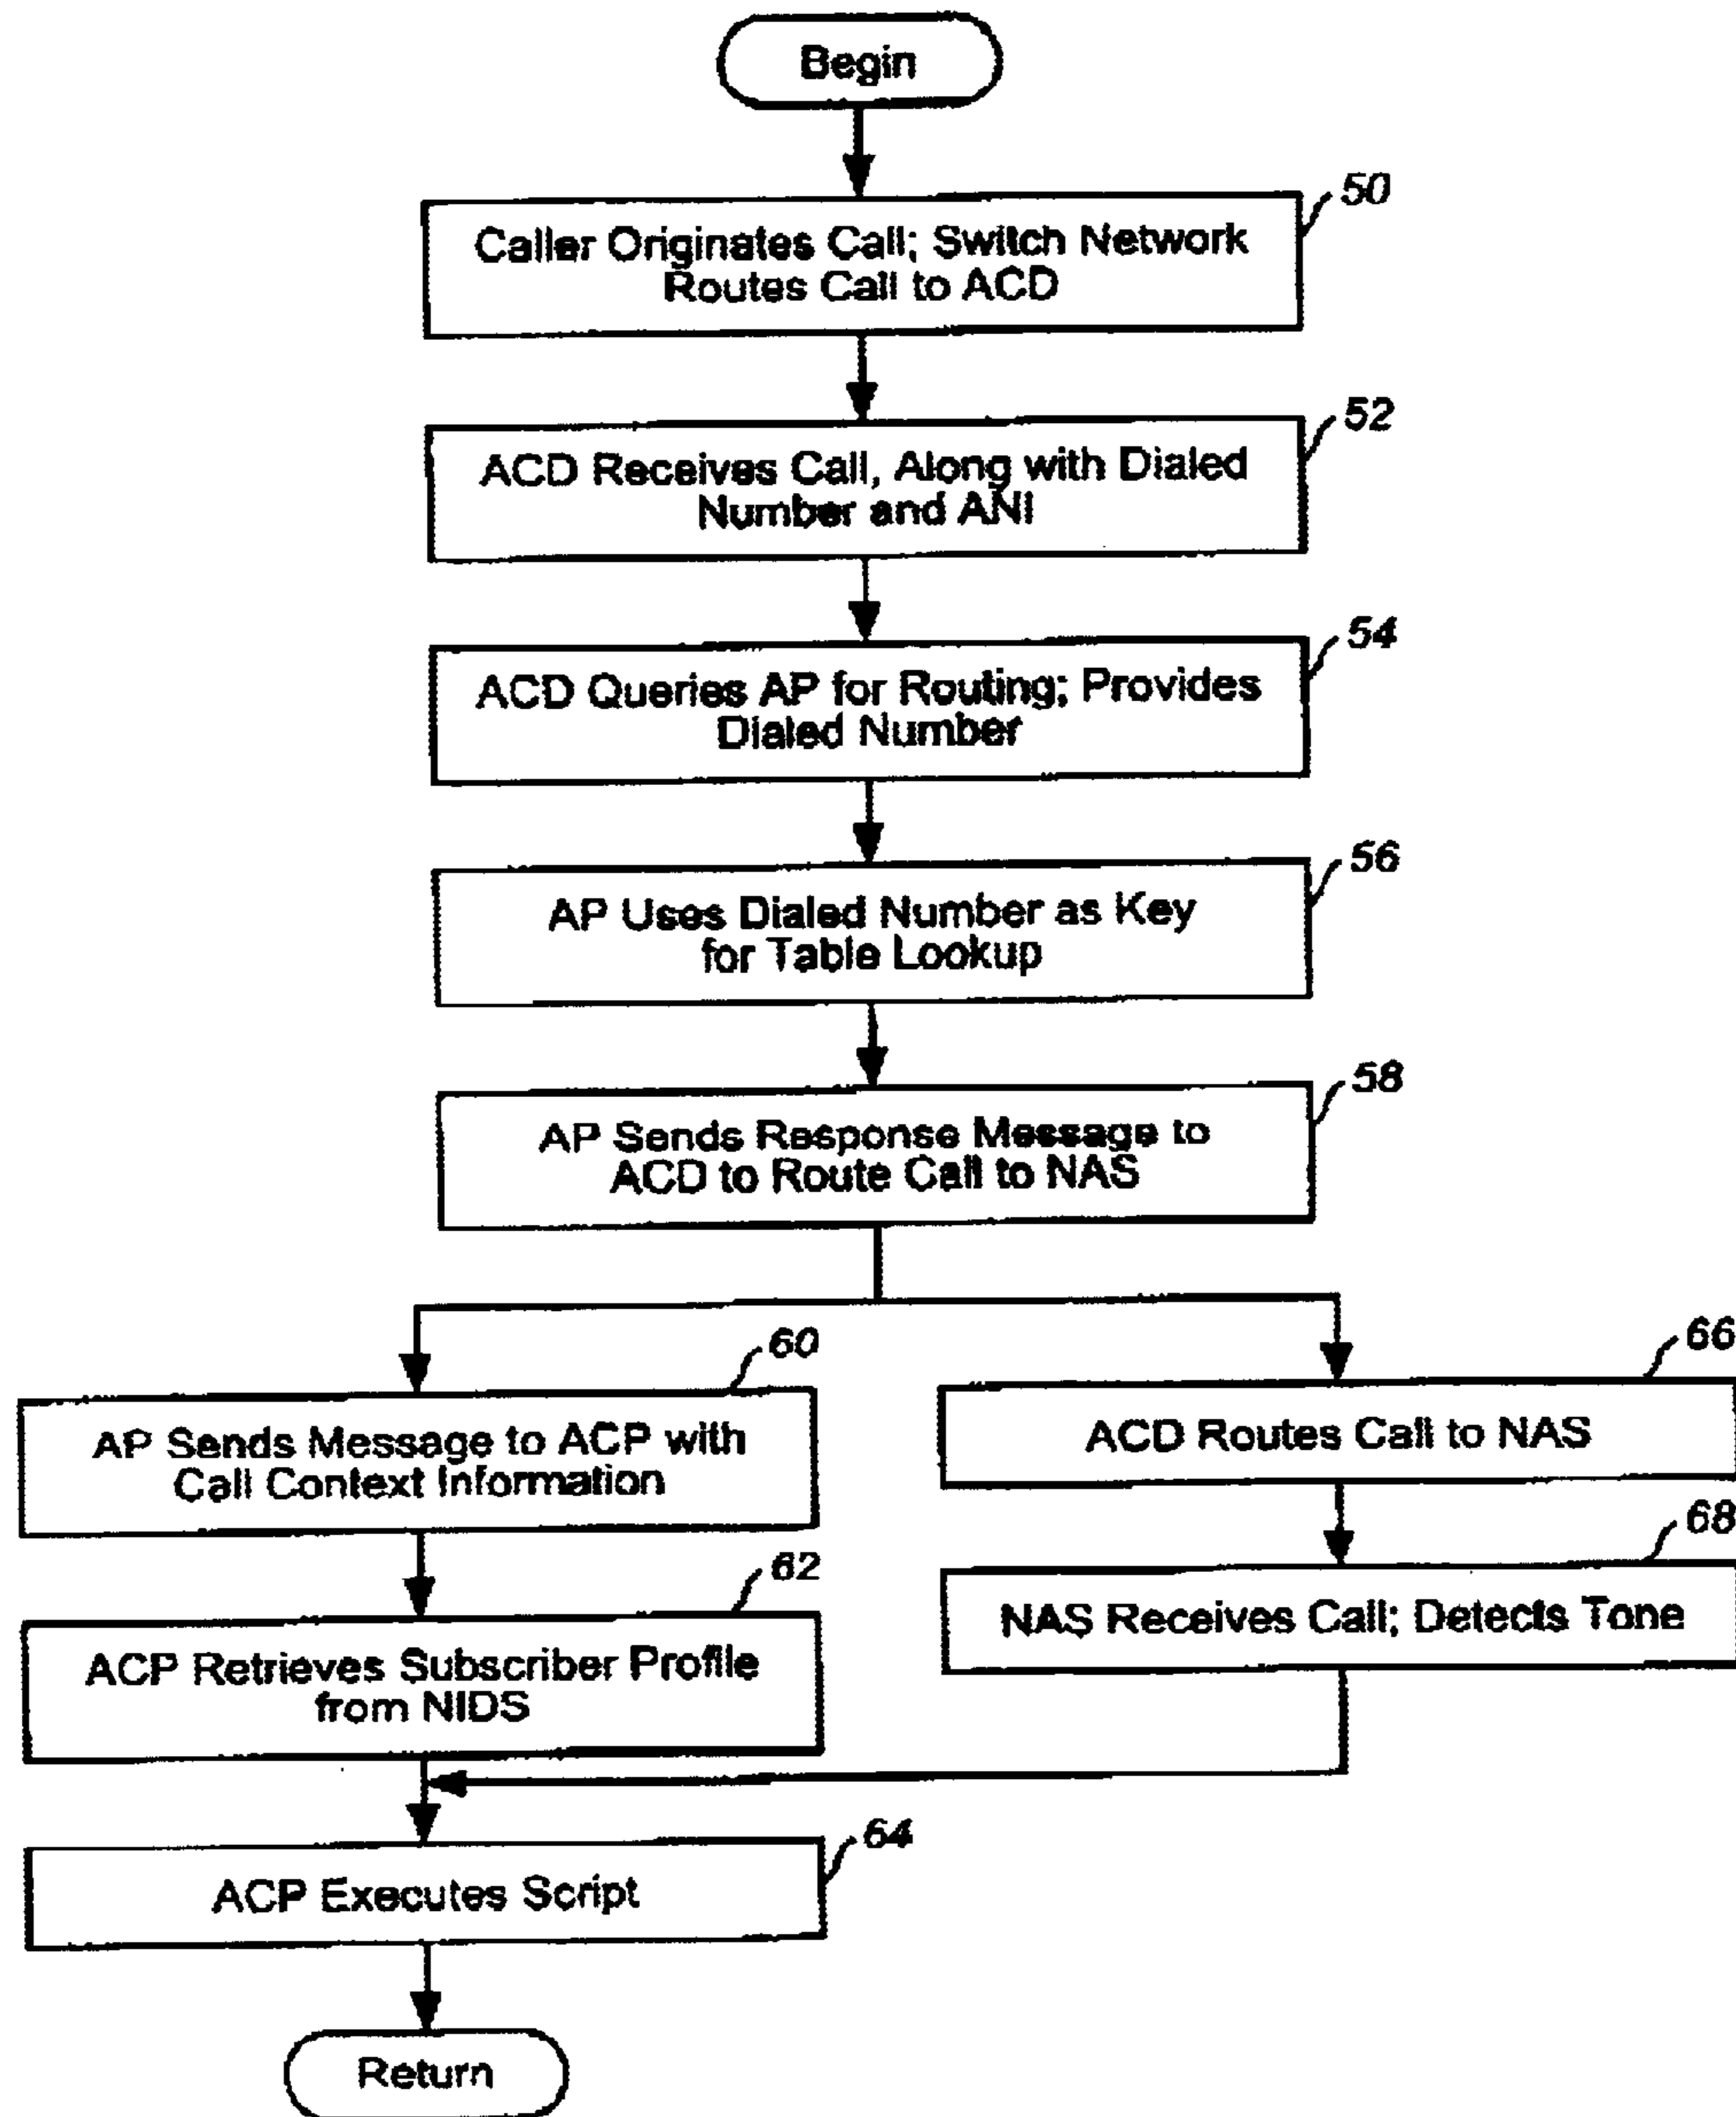 Begin
50
Caller Originates Call; Switch Network
Routes Call to ACD
52
ACD Receives Call, Along with Dialed
Number and ANI
54
ACD Queries AP for Routing; Provides
Dialed Number
56
AP Uses Dialed Number as Key
for Table Lookup
58
AP Sends Response Message to
ACD to Route Call to NAS
60
AP Sends Message to ACP with
Call Context Information
62
ACP Retrieves Subscriber Profile
from NIDS
66
ACD Routes Call to NAS
68
NAS Receives Call; Detects Tone
64
ACP Executes Script
Return